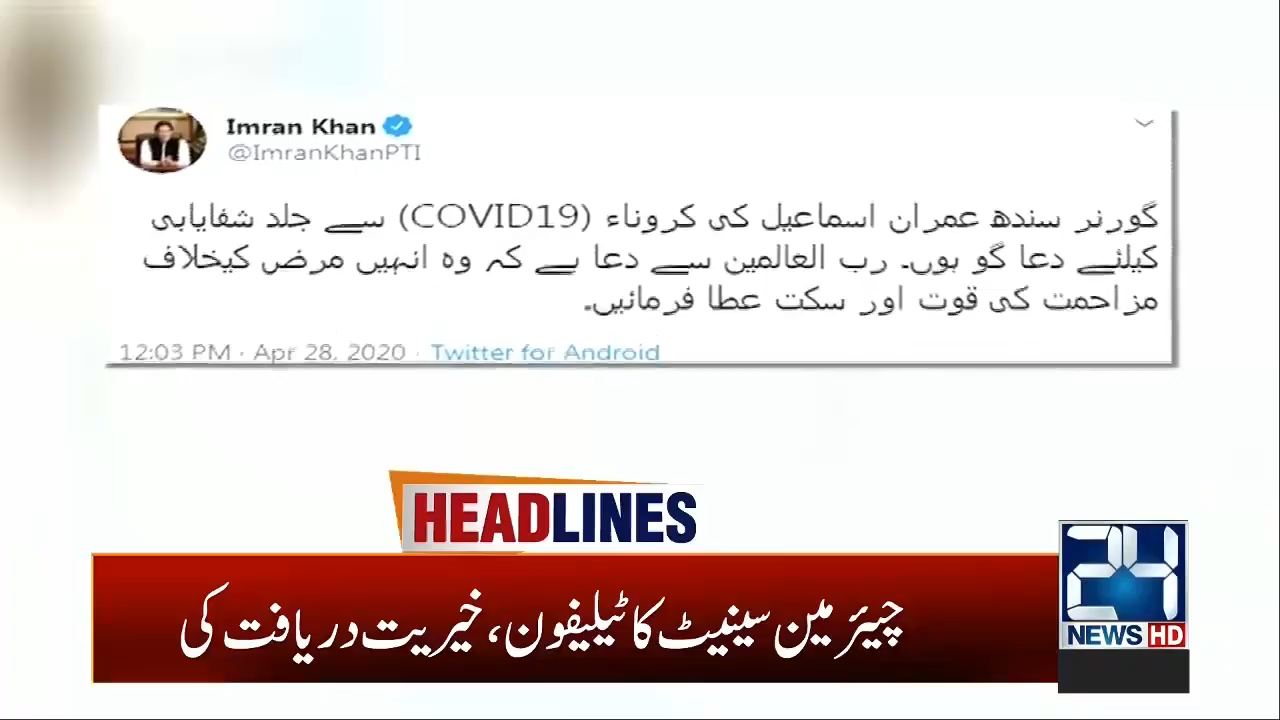 Imran Khan
@ImranKhanPTI
گورنر سندھ عمران اسماعیل کی کروناء (COVID19) سے جلد شفایابی
کیلئے دعا گو ہوں۔ رب العالمین سے دعا ہے کہ وہ انہیں مرض کیخلاف
مزاحمت کی قوت اور سکت عطا فرمائیں۔
12:03 PM · Apr 28, 2020 · Twitter for Android
HEADLINES
چیئرمین سینیٹ کا ٹیلیفون، خیریت دریافت کی
24
NEWS HD